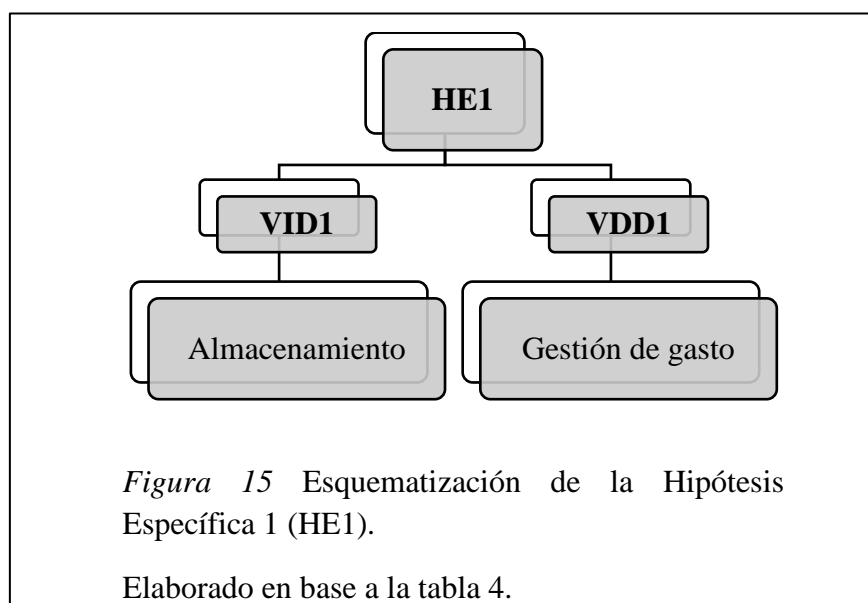 HE1
VID1
VDD1
Almacenamiento
Gestión de gasto
Figura 15 Esquematización de la Hipótesis
Específica 1 (HE1).
Elaborado en base a la tabla 4.